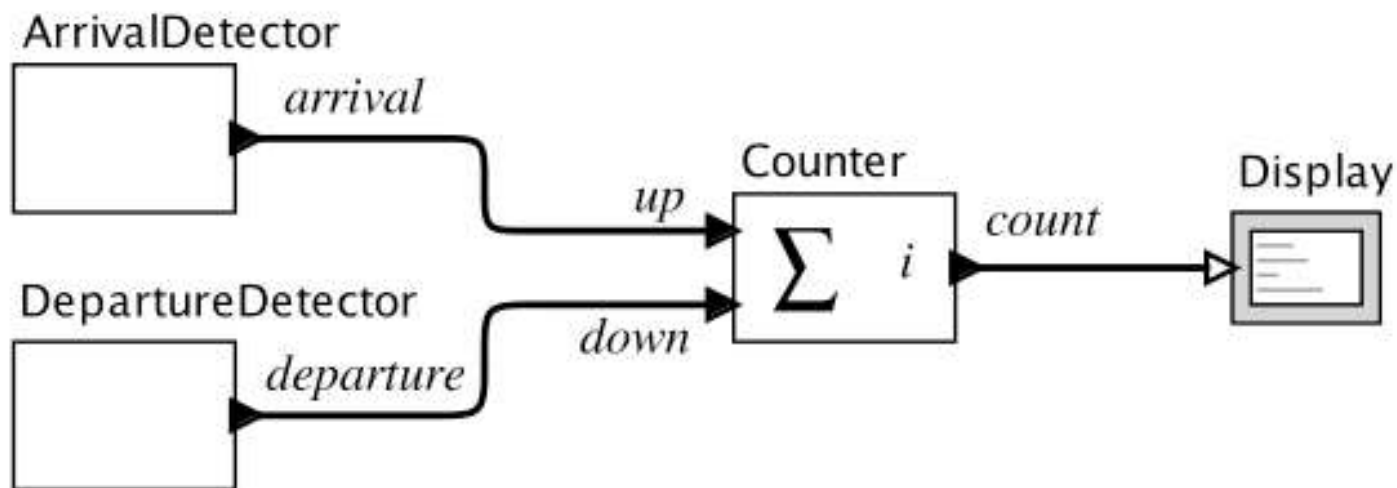 ArrivalDetector
arrival
Counter
Display
up
count
∑ i
DepartureDetector
down
departure